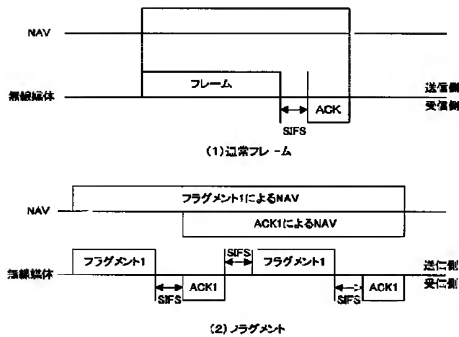 NAV
フレーム
無線媒体
送信側
受信側
ACK
SIFS
(1)通常フレーム
フラグメント1によるNAV
NAV
ACK1によるNAV
フラグメント1
SIFS
フラグメント1
無線媒体
送信側
受信側
SIFS
ACK1
SIFS
ACK1
(2)フラグメント